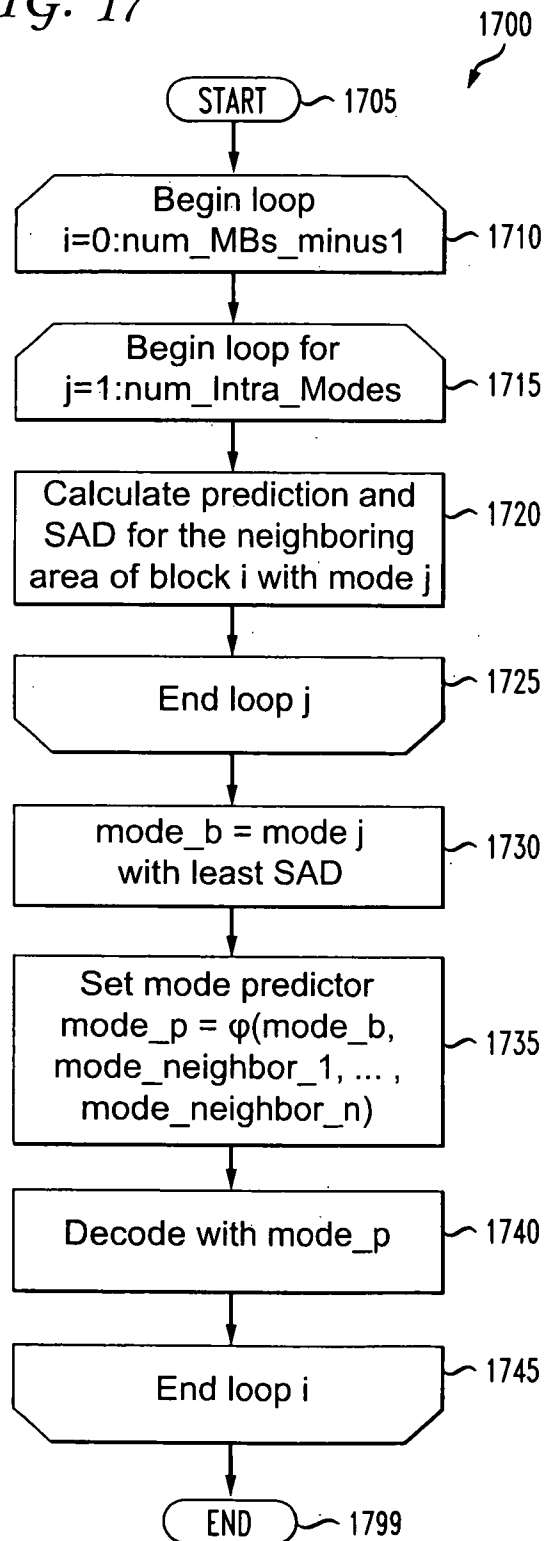 FIG. 17
1700
START 1705
Begin loop
i=0:num_MBs_minus1 1710
Begin loop for
j=1:num_Intra_Modes 1715
Calculate prediction and
SAD for the neighboring 1720
area of block i with mode j
End loop j 1725
mode_b = mode j 1730
with least SAD
Set mode predictor
mode_p = φ(mode_b, 1735
mode_neighbor_1, ... ,
mode_neighbor_n)
Decode with mode_p 1740
End loop i 1745
END 1799